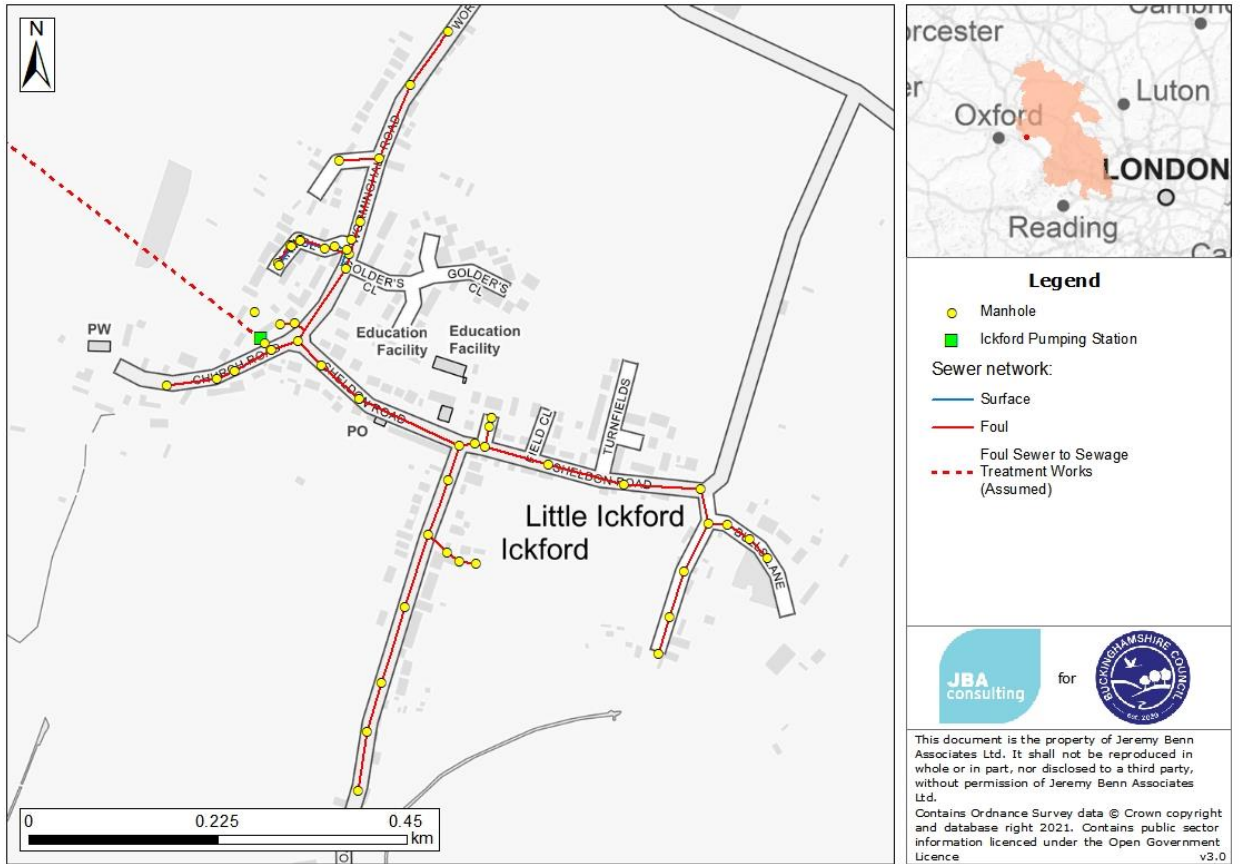 N
WOR
WORMINGHALL ROAD
GOLDER'S
CL
GOLDER'S
CL
PW
CHURCH ROAD
Education
Facility
Education
Facility
SHELDON ROAD
PO
FIELD CL
TURNFIELDS
SHELDON ROAD
Little Ickford
Ickford
BULLS LANE
0
0.225
0.45
km
orcester
Cambri
er
Luton
Oxford
LONDON
Reading
Ca
Legend
Manhole
Ickford Pumping Station
Sewer network:
Surface
Foul
Foul Sewer to Sewage
Treatment Works
(Assumed)
JBA
consulting
for
BUCKINGHAMSHIRE COUNCIL
est. 2020
This document is the property of Jeremy Benn
Associates Ltd. It shall not be reproduced in
whole or in part, nor disclosed to a third party,
without permission of Jeremy Benn Associates
Ltd.
Contains Ordnance Survey data © Crown copyright
and database right 2021. Contains public sector
information licenced under the Open Government
Licence
v3.0